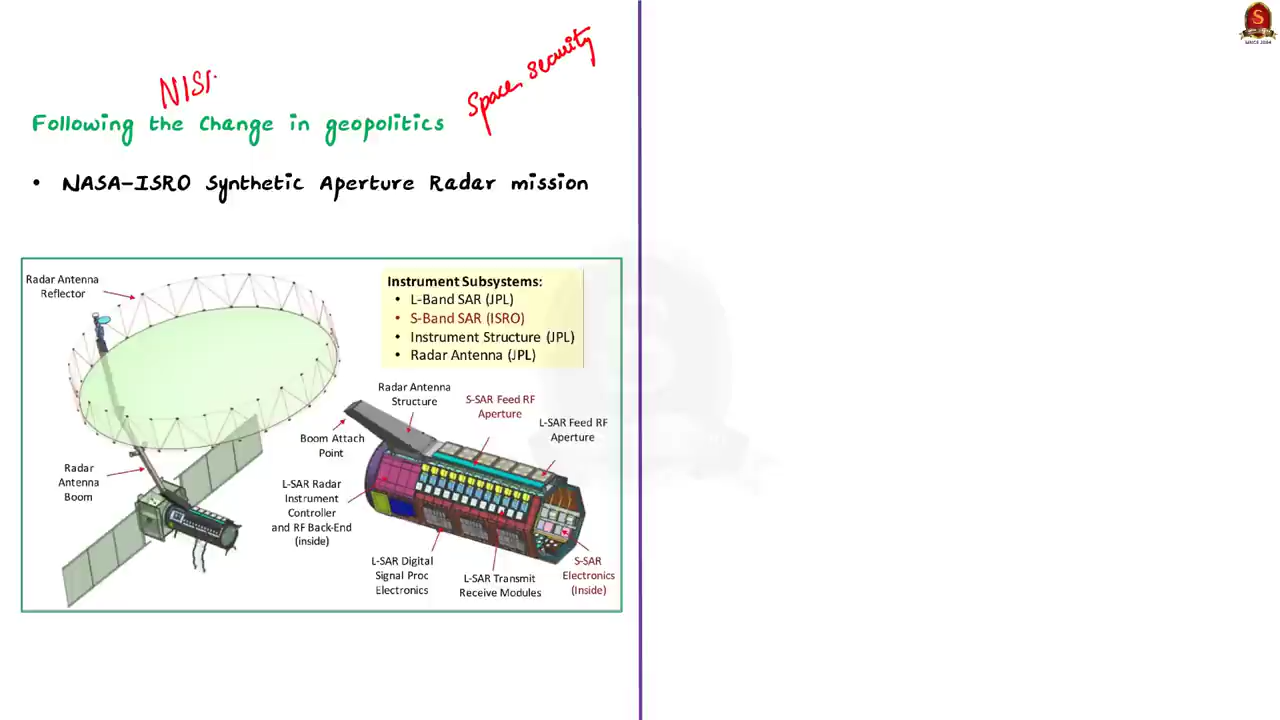 NISR
Space security
Following the Change in geopolitics
• NASA-ISRO Synthetic Aperture Radar mission
Radar Antenna
Reflector
Instrument Subsystems:
• L-Band SAR (JPL)
• S-Band SAR (ISRO)
• Instrument Structure (JPL)
• Radar Antenna (JPL)
Radar Antenna
Structure
S-SAR Feed RF
Aperture
L-SAR Feed RF
Aperture
Boom Attach
Point
Radar
Antenna
Boom
L-SAR Radar
Instrument
Controller
and RF Back-End
(inside)
L-SAR Digital
Signal Proc
Electronics
L-SAR Transmit
Receive Modules
S-SAR
Electronics
(Inside)
S
SINCE 2004